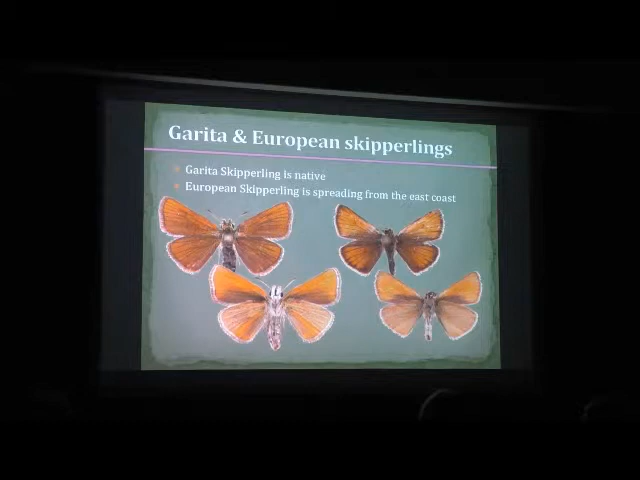 Garita & European skipperlings
Garita Skipperling is native
European Skipperling is spreading from the east coast